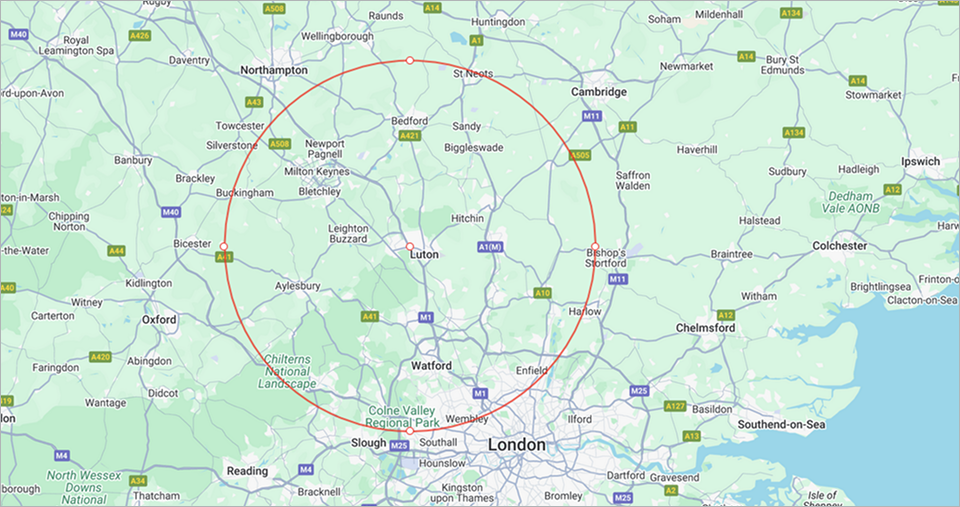 Rugby
A508
Raunds
A14
Huntingdon
Soham
Mildenhall
A134
M40
Royal
Leamington Spa
A426
Wellingborough
A1
Daventry
Northampton
St Neots
Newmarket
A14
Bury St
Edmunds
A14
Stowmarket
Cambridge
ord-upon-Avon
A43
Towcester
Bedford
A421
Sandy
M11
A11
A134
Silverstone
A508
Newport
Pagnell
Biggleswade
A505
Haverhill
Banbury
Milton Keynes
Bletchley
Saffron
Walden
Sudbury
Hadleigh
Ipswich
Brackley
Buckingham
A12
ton-in-Marsh
Dedham
Vale AONB
24
Chipping
Norton
M40
Hitchin
Halstead
Harw
Leighton
Buzzard
-the-Water
A44
Bicester
A41
Luton
A1(M)
Bishop's
Stortford
Braintree
Colchester
Kidlington
M11
Frinton-o
A40
Aylesbury
A10
Witham
Brightlingsea
Clacton-on-Sea
Witney
Carterton
Oxford
A41
M1
Harlow
A12
Chelmsford
A420
Abingdon
Faringdon
Chilterns
National
Landscape
Watford
Enfield
Didcot
M1
M25
419
Wantage
lon
Colne Valley
Regional Park
Wembley
Ilford
A127
Basildon
Southend-on-Sea
A13
Slough
M25
Southall
London
M4
Reading
M4
Hounslow
North Wessex
Downs
National
A34
Thatcham
Bracknell
Kingston
upon Thames
Bromley
Dartford
Gravesend
A2
M25
borough
Isle of
Sheppey